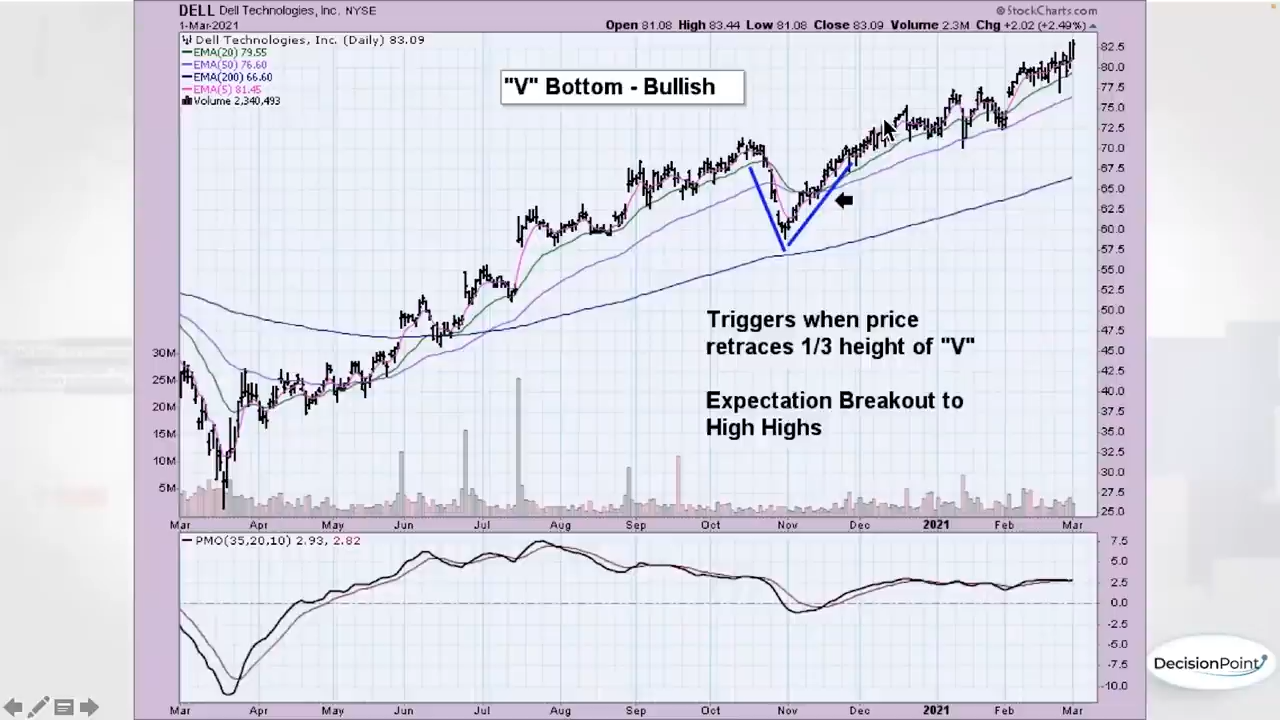 DELL Dell Technologies, Inc. NYSE
© StockCharts.com
1-Mar-2021
Open 81.08 High 83.44 Low 81.08 Close 83.09 Volume 2.3M Chg +2.02 (+2.49%)
Dell Technologies, Inc. (Daily) 83.09
EMA(20) 79.55
EMA(50) 76.60
EMA(200) 66.60
EMA(5) 81.45
Volume 2,340,493
"V" Bottom - Bullish
Triggers when price
retraces 1/3 height of "V"
Expectation Breakout to
High Highs
82.5
80.0
77.5
75.0
72.5
70.0
67.5
65.0
62.5
60.0
57.5
55.0
52.5
50.0
47.5
45.0
42.5
40.0
37.5
35.0
32.5
30.0
27.5
25.0
30M
25M
20M
15M
10M
5M
Mar Apr May Jun Jul Aug Sep Oct Nov Dec 2021 Feb Mar
PMO(35,20,10) 2.93, 2.82
7.5
5.0
2.5
0.0
-2.5
-5.0
-7.5
-10.0
Mar Apr May Jun Jul Aug Sep Oct Nov Dec 2021 Feb Mar
DecisionPoint